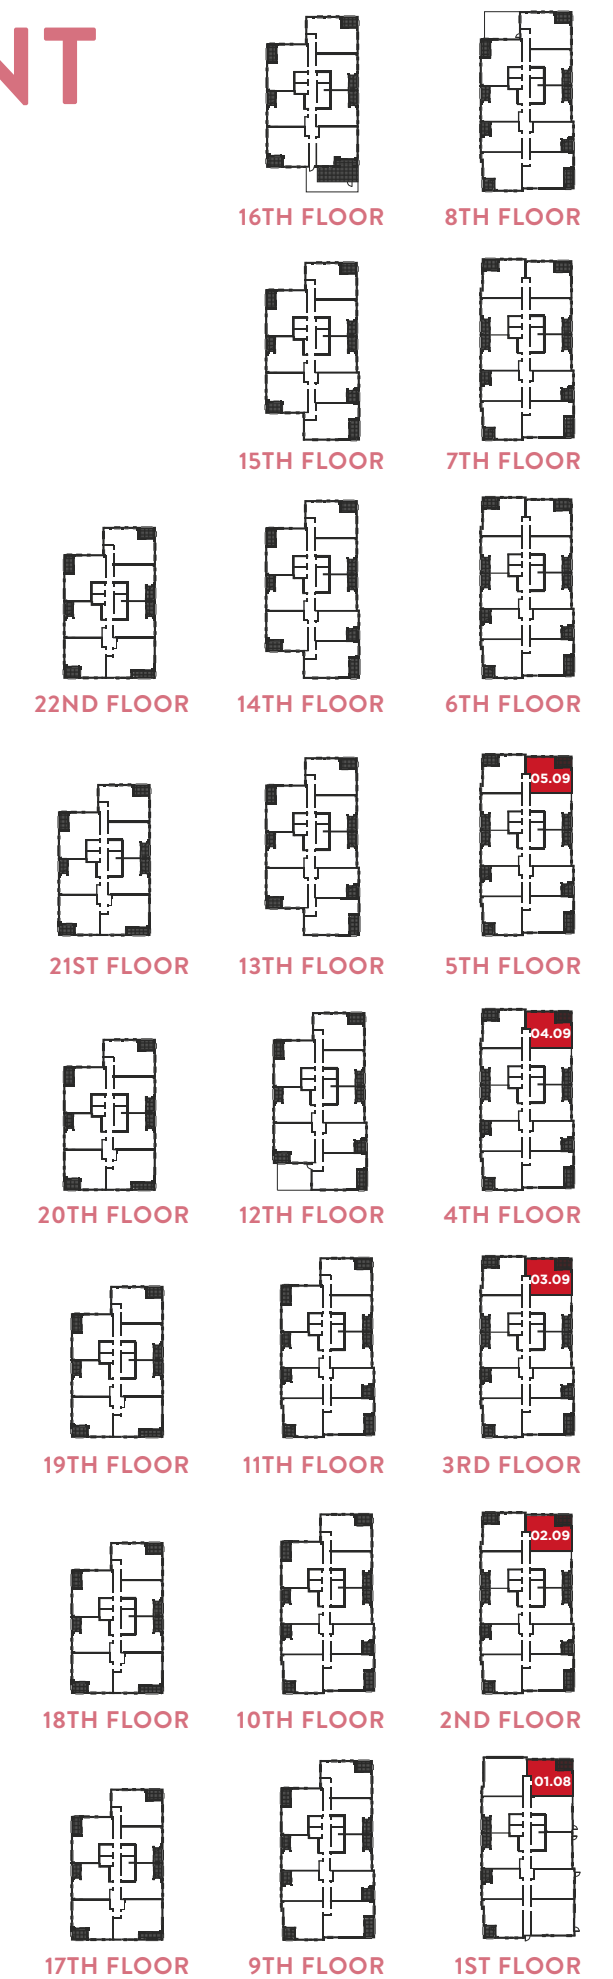 NT
16TH FLOOR
8TH FLOOR
15TH FLOOR
7TH FLOOR
22ND FLOOR
14TH FLOOR
6TH FLOOR
05.09
21ST FLOOR
13TH FLOOR
5TH FLOOR
04.09
20TH FLOOR
12TH FLOOR
4TH FLOOR
03.09
19TH FLOOR
11TH FLOOR
3RD FLOOR
02.09
18TH FLOOR
10TH FLOOR
2ND FLOOR
01.08
17TH FLOOR
9TH FLOOR
1ST FLOOR